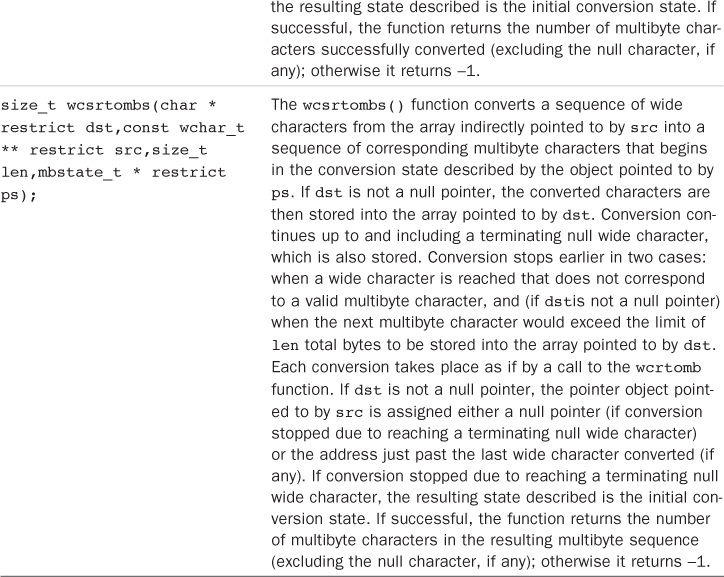 the resulting state described is the initial conversion state. If
successful, the function returns the number of multibyte char-
acters successfully converted (excluding the null character, if
any); otherwise it returns –1.
size_t wcsrtombs(char *
restrict dst,const wchar_t
** restrict src,size_t
len,mbstate_t * restrict
ps);
The wcsrtombs() function converts a sequence of wide
characters from the array indirectly pointed to by src into a
sequence of corresponding multibyte characters that begins
in the conversion state described by the object pointed to by
ps. If dst is not a null pointer, the converted characters are
then stored into the array pointed to by dst. Conversion con-
tinues up to and including a terminating null wide character,
which is also stored. Conversion stops earlier in two cases:
when a wide character is reached that does not correspond
to a valid multibyte character, and (if dstis not a null pointer)
when the next multibyte character would exceed the limit of
len total bytes to be stored into the array pointed to by dst.
Each conversion takes place as if by a call to the wcrtomb
function. If dst is not a null pointer, the pointer object point-
ed to by src is assigned either a null pointer (if conversion
stopped due to reaching a terminating null wide character)
or the address just past the last wide character converted (if
any). If conversion stopped due to reaching a terminating null
wide character, the resulting state described is the initial con-
version state. If successful, the function returns the number
of multibyte characters in the resulting multibyte sequence
(excluding the null character, if any); otherwise it returns –1.